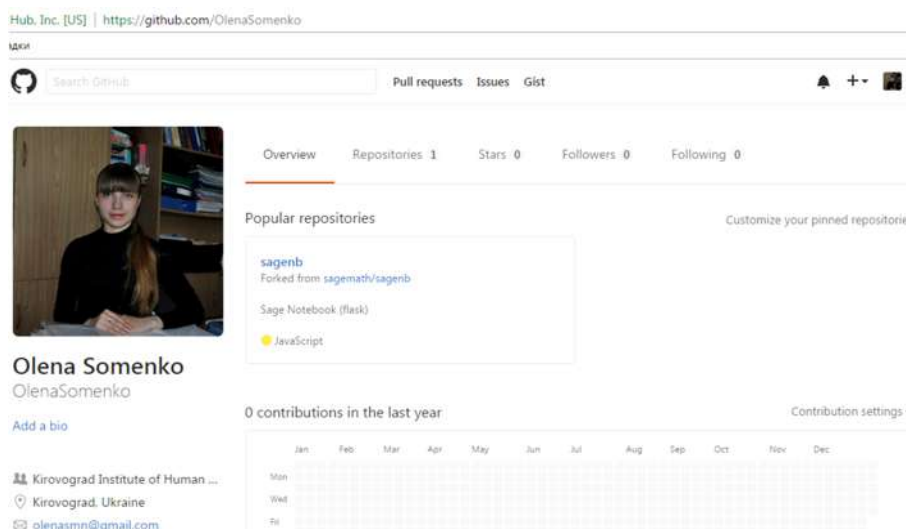 Hub, Inc. [US] | https://github.com/OlenaSomenko
адки
Search GitHub
Pull requests Issues Gist
Overview Repositories 1 Stars 0 Followers 0 Following 0
Popular repositories
Customize your pinned repositorie
sagenb
Forked from sagemath/sagenb
Sage Notebook (flask)
JavaScript
Olena Somenko
OlenaSomenko
Add a bio
Kirovograd Institute of Human ...
Kirovograd, Ukraine
olenasmn@gmail.com
0 contributions in the last year
Contribution settings
Jan Feb Mar Apr May Jun Jul Aug Sep Oct Nov Dec
Mon
Wed
Fri